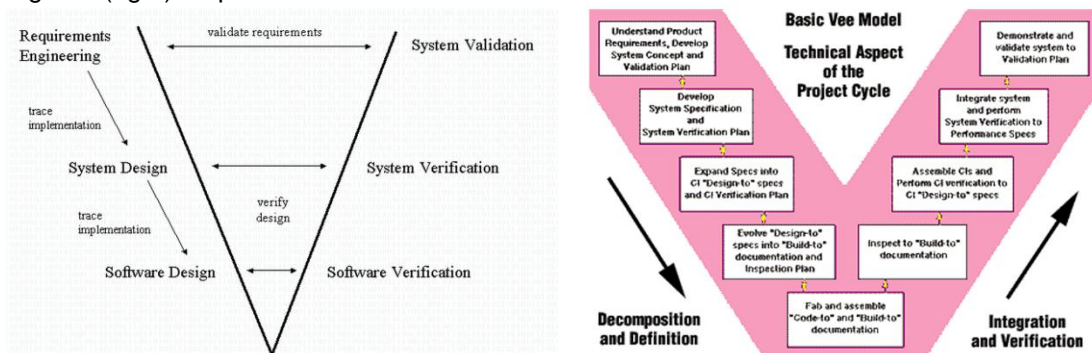 Requirements
Engineering
validate requirements
System Validation
trace
implementation
System Design
System Verification
trace
implementation
verify
design
Software Design
Software Verification
Basic Vee Model
Technical Aspect
of the
Project Cycle
Understand Product
Requirements, Develop
System Concept and
Validation Plan
Develop
System Specification
and
System Verification Plan
Expand Specs into
CI "Design-to" specs
and CI Verification Plan
Evolve "Design-to"
specs into "Build-to"
documentation and
Inspection Plan
Fab and assemble
"Code-to" and "Build-to"
documentation
Inspect to "Build-to"
documentation
Assemble CIs and
Perform CI verification to
CI "Design-to" specs
Integrate system
and perform
System Verification to
Performance Specs
Demonstrate and
validate system to
Validation Plan
Decomposition
and Definition
Integration
and Verification